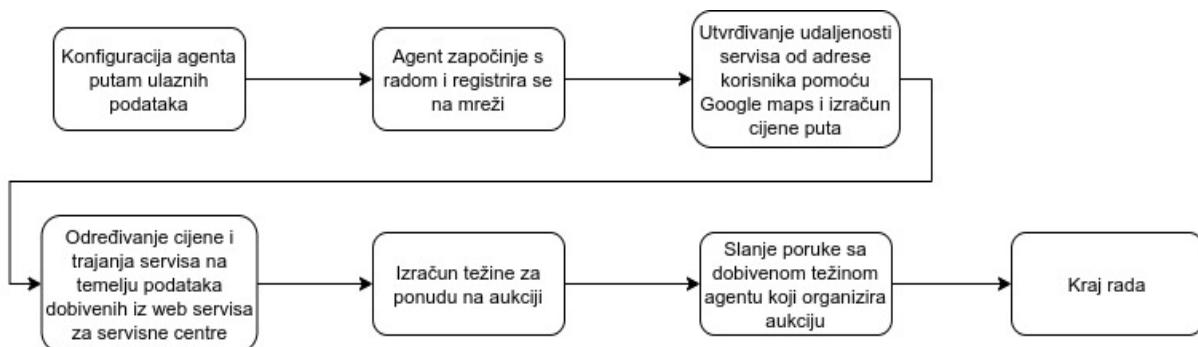 Konfiguracija agenta
putam ulaznih
podataka
Agent započinje s
radom i registrira se
na mreži
Utvrđivanje udaljenosti
servisa od adrese
korisnika pomoću
Google maps i izračun
cijene puta
Određivanje cijene i
trajanja servisa na
temelju podataka
dobivenih iz web servisa
za servisne centre
Izračun težine za
ponudu na aukciji
Slanje poruke sa
dobivenom težinom
agentu koji organizira
aukciju
Kraj rada